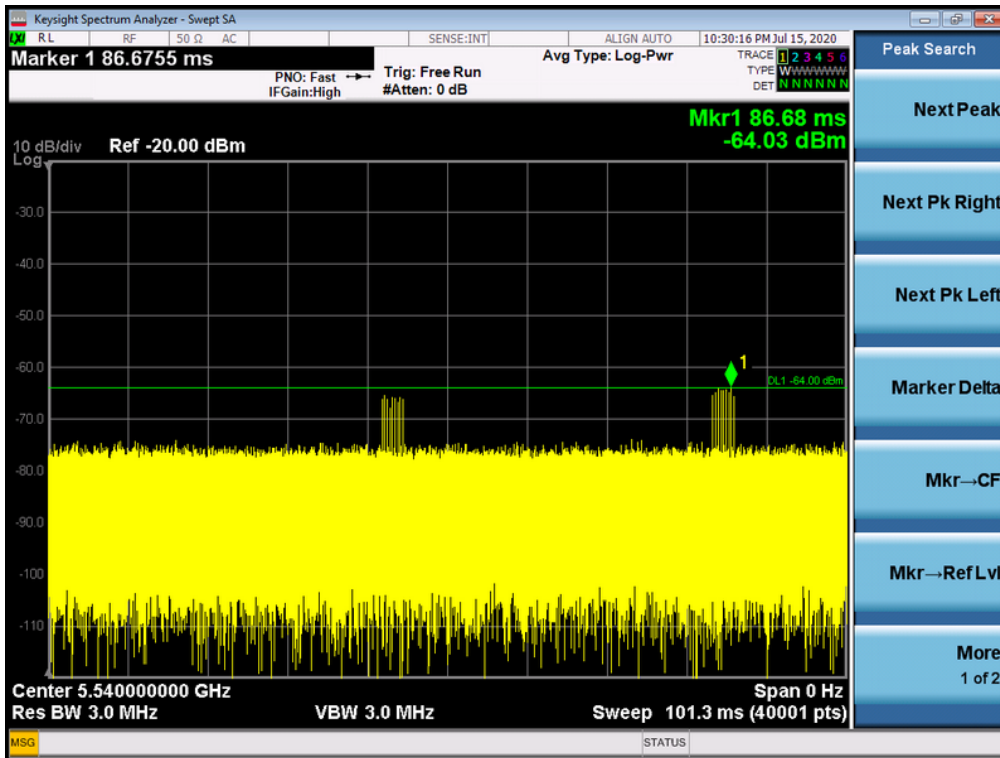 Keysight Spectrum Analyzer - Swept SA
LXI RL RF 50 Ω AC SENSE:INT ALIGN AUTO 10:30:16 PM Jul 15, 2020
Marker 1 86.6755 ms
PNO: Fast
IFGain:High
Trig: Free Run
#Atten: 0 dB
Avg Type: Log-Pwr
TRACE 1 2 3 4 5 6
TYPE WWWWWW
DET N N N N N N
Mkr1 86.68 ms
-64.03 dBm
10 dB/div Ref -20.00 dBm
Log
-30.0
-40.0
-50.0
-60.0
1
DL1 -64.00 dBm
-70.0
-80.0
-90.0
-100
-110
Center 5.540000000 GHz Span 0 Hz
Res BW 3.0 MHz VBW 3.0 MHz Sweep 101.3 ms (40001 pts)
MSG STATUS
Peak Search
Next Peak
Next Pk Right
Next Pk Left
Marker Delta
Mkr→CF
Mkr→Ref Lvl
More
1 of 2